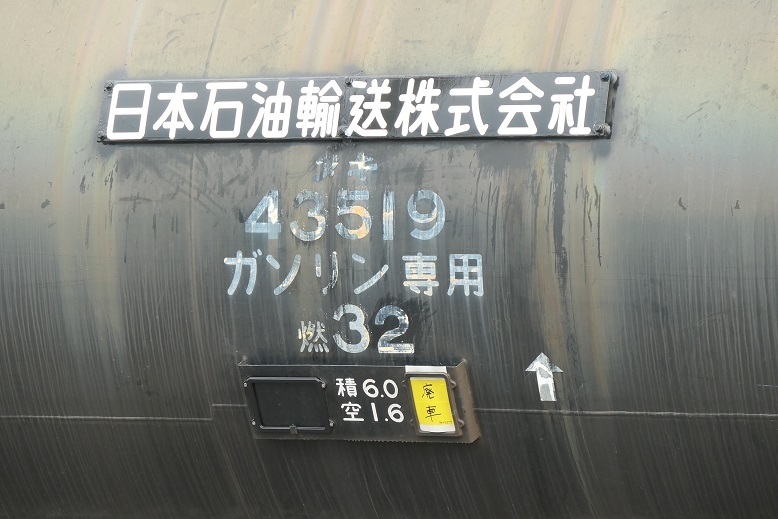 日本石油輸送株式会社
タキ
43519
ガソリン専用
燃32
積6.0
空1.6
廃車